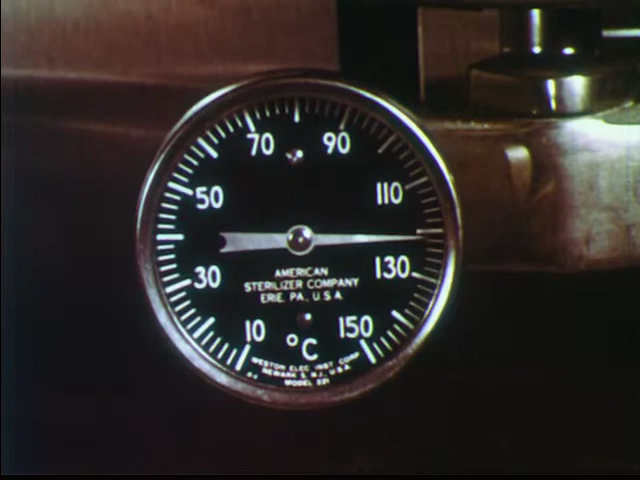 70 90
50 110
30 130
AMERICAN
STERILIZER COMPANY
ERIE, PA., U.S.A.
10 150
°C
WESTON ELEC. INST. CORP.
NEWARK 5, N.J., U.S.A.
MODEL 221